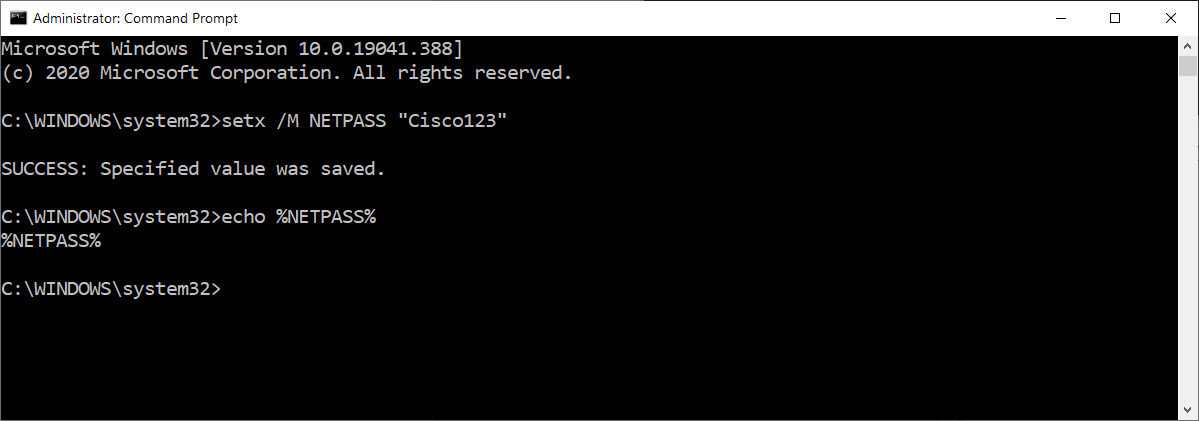 Administrator: Command Prompt
Microsoft Windows [Version 10.0.19041.388]
(c) 2020 Microsoft Corporation. All rights reserved.
C:\WINDOWS\system32>setx /M NETPASS "Cisco123"
SUCCESS: Specified value was saved.
C:\WINDOWS\system32>echo %NETPASS%
%NETPASS%
C:\WINDOWS\system32>